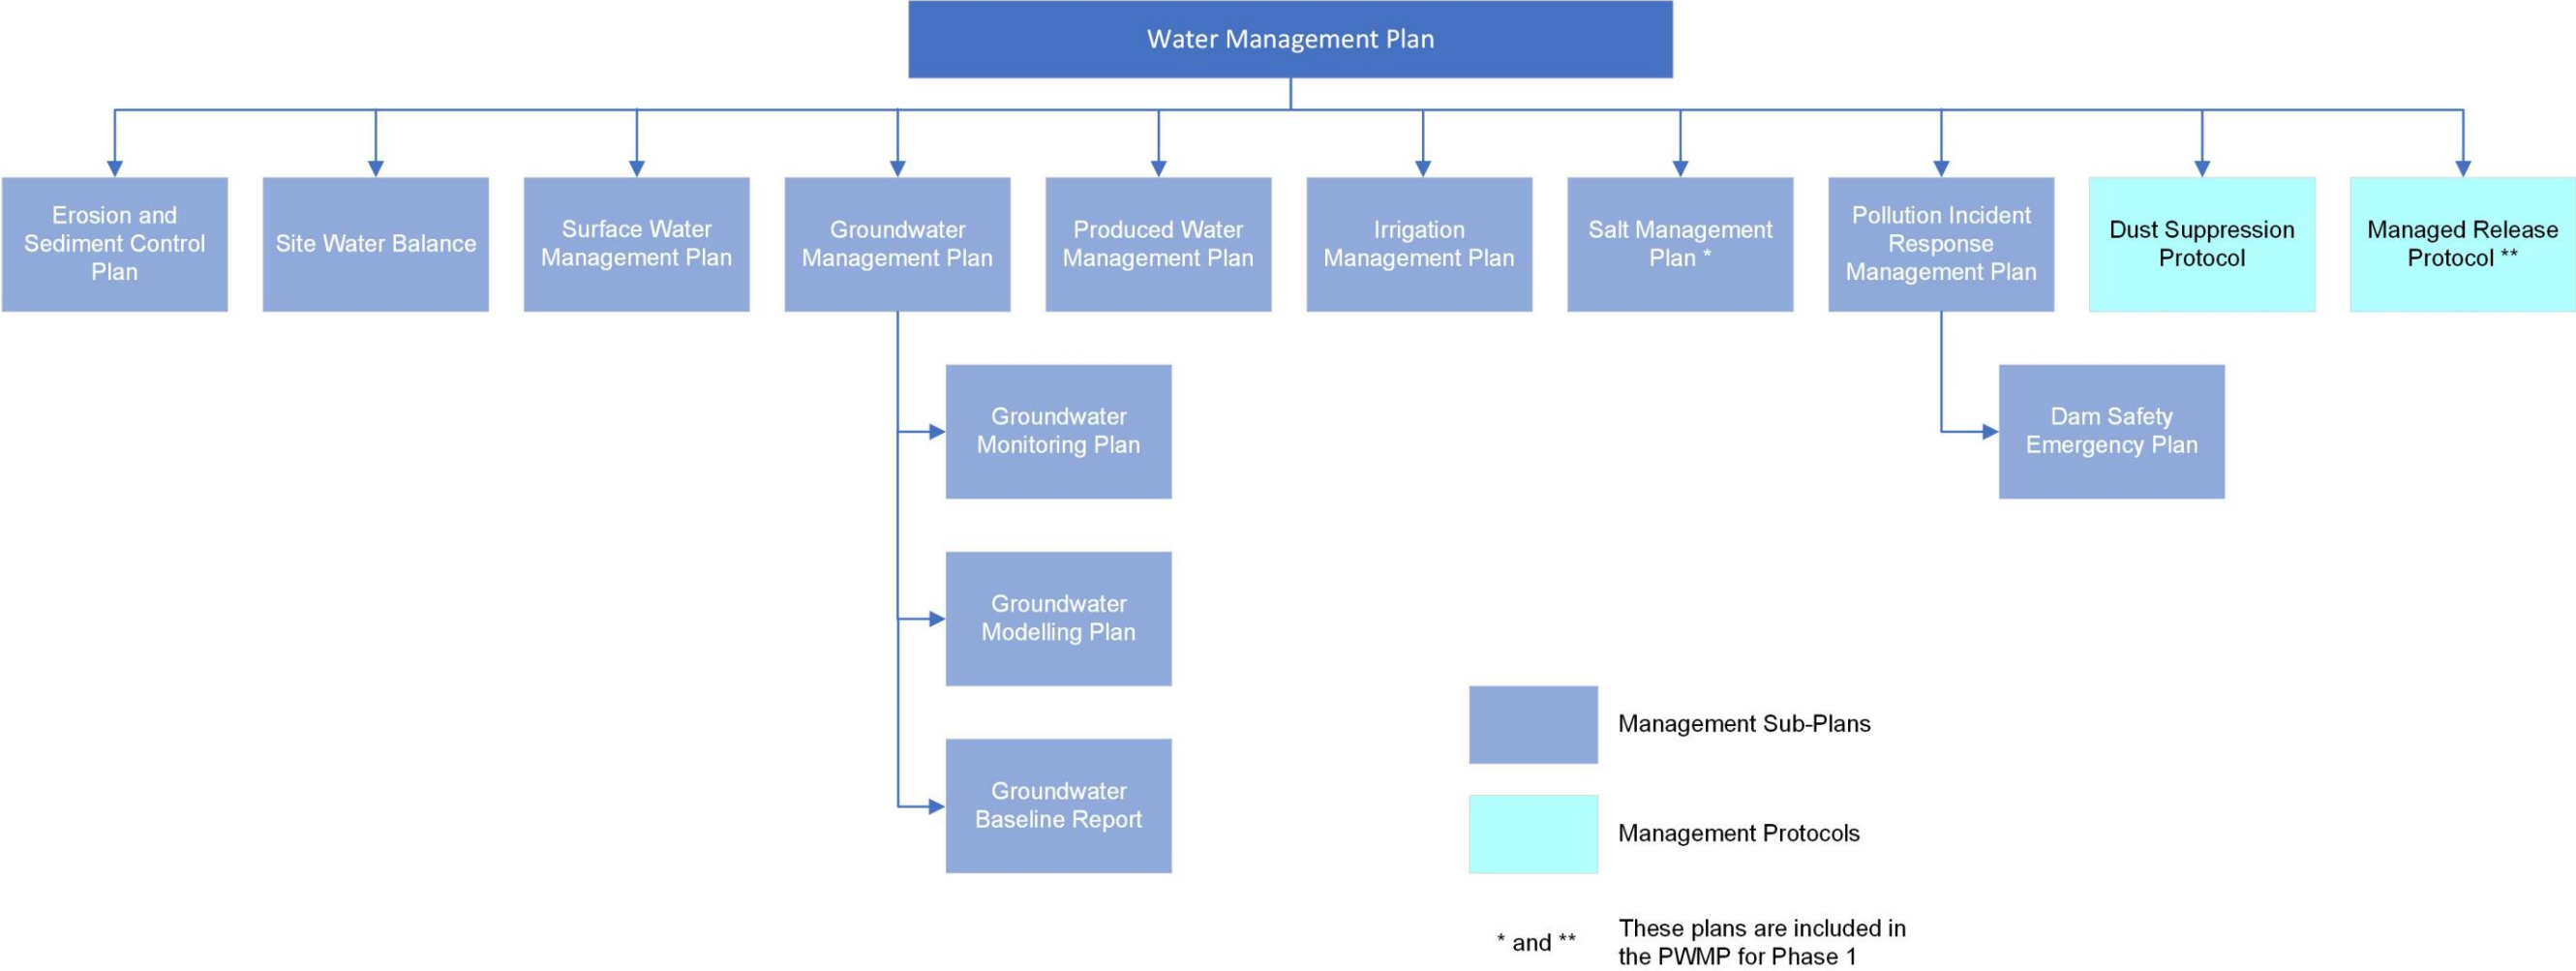 Water Management Plan
Erosion and
Sediment Control
Plan
Site Water Balance
Surface Water
Management Plan
Groundwater
Management Plan
Produced Water
Management Plan
Irrigation
Management Plan
Salt Management
Plan *
Pollution Incident
Response
Management Plan
Dust Suppression
Protocol
Managed Release
Protocol **
Groundwater
Monitoring Plan
Dam Safety
Emergency Plan
Groundwater
Modelling Plan
Groundwater
Baseline Report
Management Sub-Plans
Management Protocols
* and **
These plans are included in
the PWMP for Phase 1